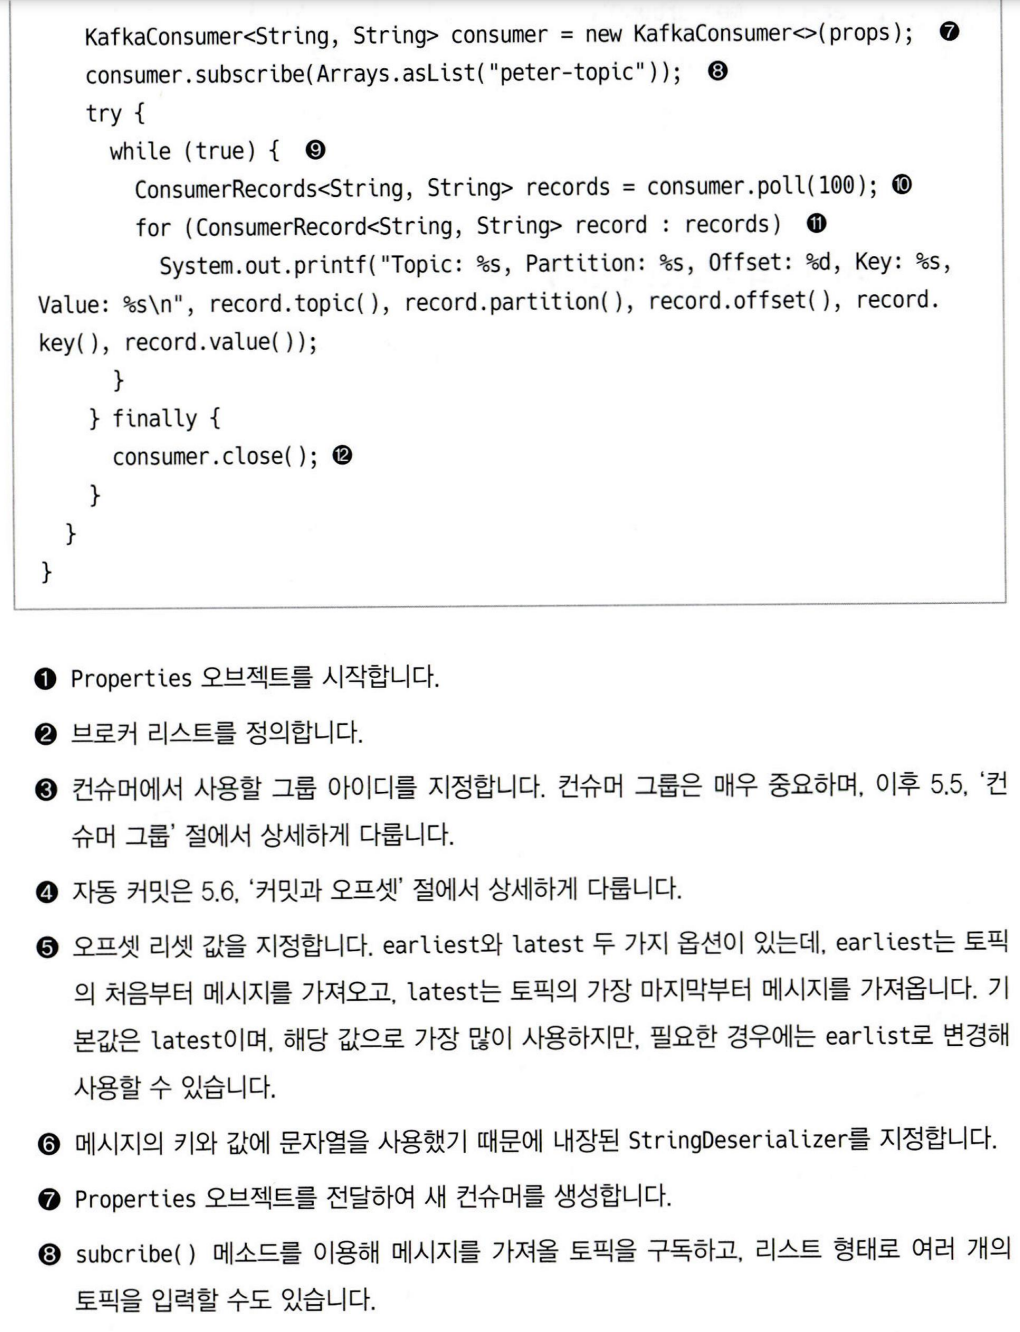 KafkaConsumer<String, String> consumer = new KafkaConsumer<>(props); ❼
consumer.subscribe(Arrays.asList("peter-topic")); ❽
try {
while (true) { ❾
ConsumerRecords<String, String> records = consumer.poll(100); ❿
for (ConsumerRecord<String, String> record : records) ⓫
System.out.printf("Topic: %s, Partition: %s, Offset: %d, Key: %s,
Value: %s\n", record.topic(), record.partition(), record.offset(), record.
key(), record.value());
}
} finally {
consumer.close(); ⓬
}
}
}
❶ Properties 오브젝트를 시작합니다.
❷ 브로커 리스트를 정의합니다.
❸ 컨슈머에서 사용할 그룹 아이디를 지정합니다. 컨슈머 그룹은 매우 중요하며, 이후 5.5, ‘컨
슈머 그룹’ 절에서 상세하게 다룹니다.
❹ 자동 커밋은 5.6, ‘커밋과 오프셋’ 절에서 상세하게 다룹니다.
❺ 오프셋 리셋 값을 지정합니다. earliest와 latest 두 가지 옵션이 있는데, earliest는 토픽
의 처음부터 메시지를 가져오고, latest는 토픽의 가장 마지막부터 메시지를 가져옵니다. 기
본값은 latest이며, 해당 값으로 가장 많이 사용하지만, 필요한 경우에는 earlist로 변경해
사용할 수 있습니다.
❻ 메시지의 키와 값에 문자열을 사용했기 때문에 내장된 StringDeserializer를 지정합니다.
❼ Properties 오브젝트를 전달하여 새 컨슈머를 생성합니다.
❽ subcribe() 메소드를 이용해 메시지를 가져올 토픽을 구독하고, 리스트 형태로 여러 개의
토픽을 입력할 수도 있습니다.